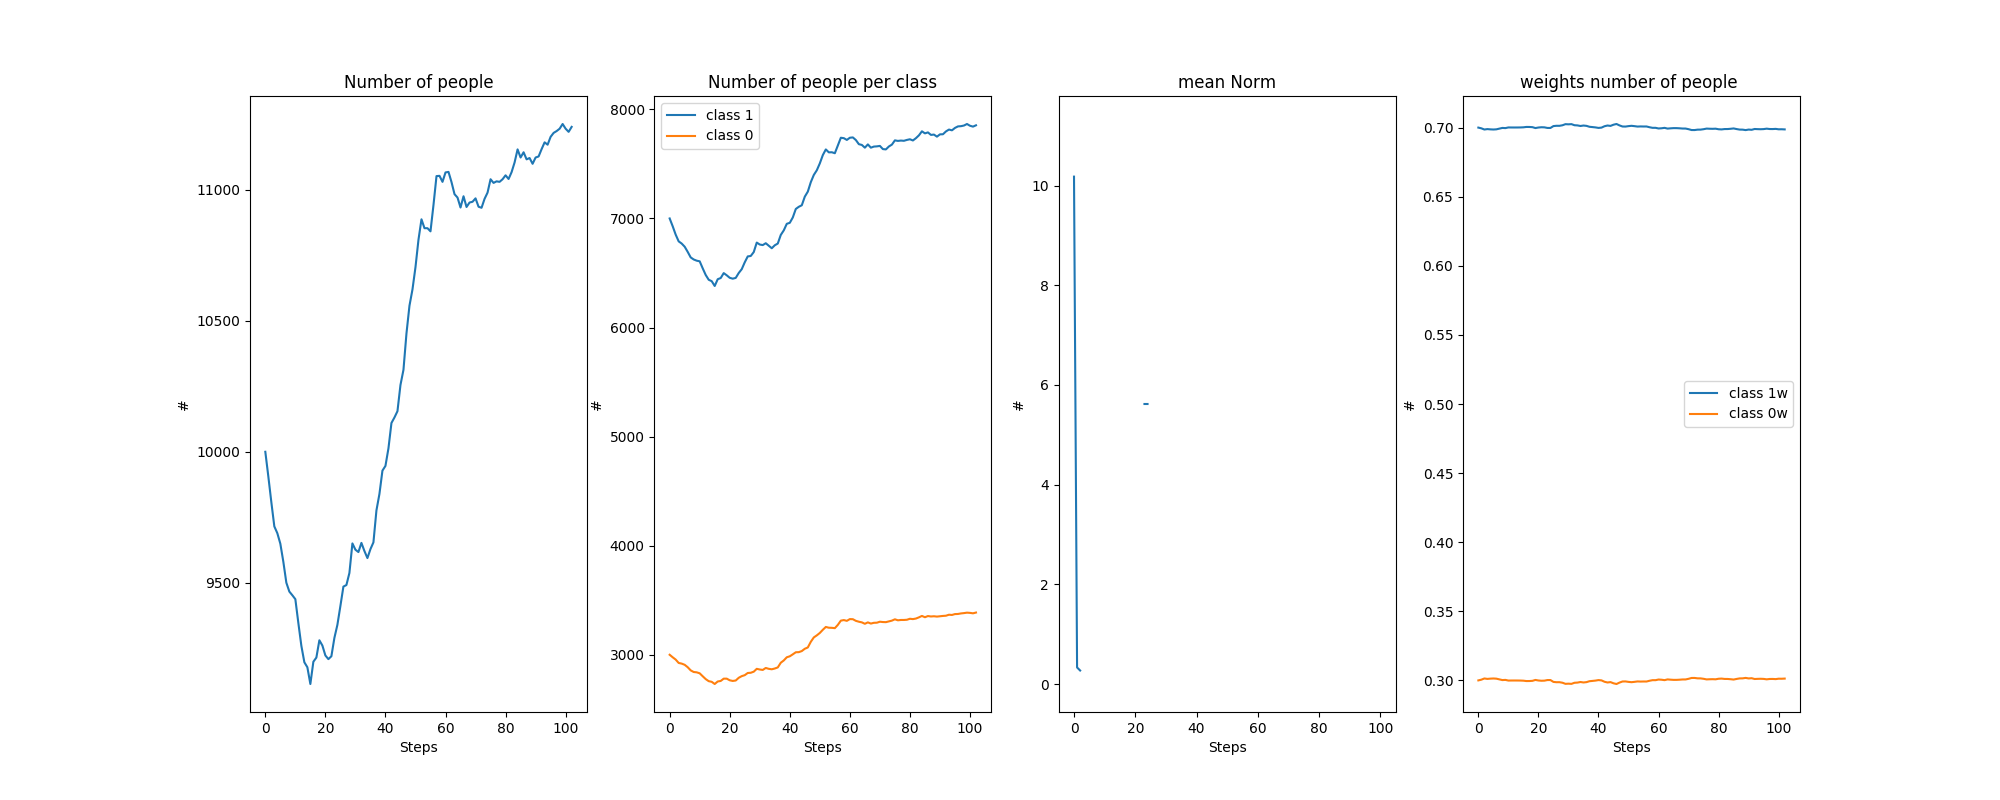 Number of people
11000
10500
10000
9500
#
0 20 40 60 80 100
Steps
Number of people per class
class 1
class 0
8000
7000
6000
5000
4000
3000
#
0 20 40 60 80 100
Steps
mean Norm
10
8
6
4
2
0
#
0 20 40 60 80 100
Steps
weights number of people
0.70
0.65
0.60
0.55
0.50
0.45
0.40
0.35
0.30
#
class 1w
class 0w
0 20 40 60 80 100
Steps